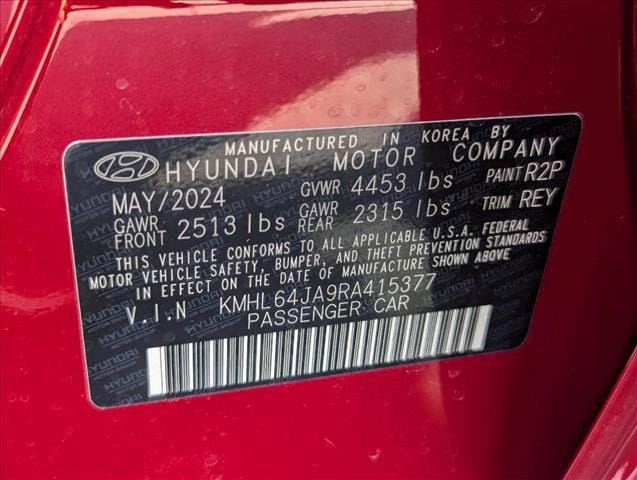 MANUFACTURED IN KOREA BY
HYUNDAI MOTOR COMPANY
MAY/2024 GVWR 4453 lbs PAINT R2P
GAWR FRONT 2513 lbs GAWR REAR 2315 lbs TRIM REY
THIS VEHICLE CONFORMS TO ALL APPLICABLE U.S.A. FEDERAL
MOTOR VEHICLE SAFETY, BUMPER, AND THEFT PREVENTION STANDARDS
IN EFFECT ON THE DATE OF MANUFACTURE SHOWN ABOVE
V.I.N KMHL64JA9RA415377
PASSENGER CAR